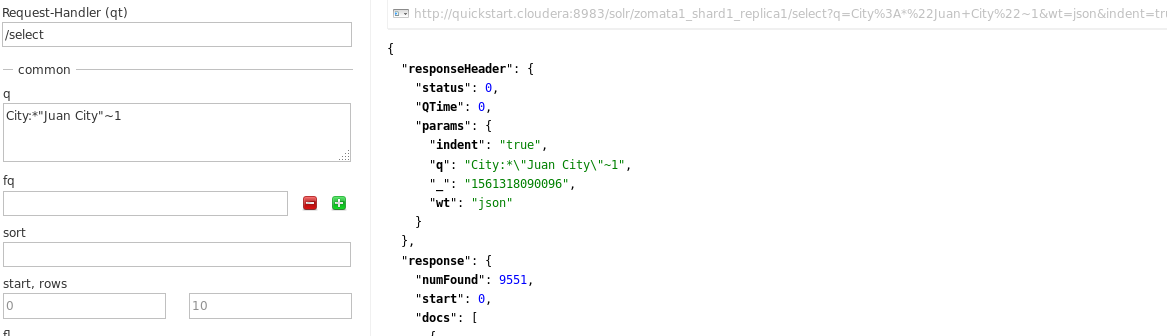 Request-Handler (qt)
/select
common
q
City:*"Juan City"~1
fq
sort
start, rows
0
10
http://quickstart.cloudera:8983/solr/zomata1_shard1_replica1/select?q=City%3A*%22Juan+City%22~1&wt=json&indent=tru
{
"responseHeader": {
"status": 0,
"QTime": 0,
"params": {
"indent": "true",
"q": "City:*\"Juan City\"~1",
"_": "1561318090096",
"wt": "json"
}
},
"response": {
"numFound": 9551,
"start": 0,
"docs": [